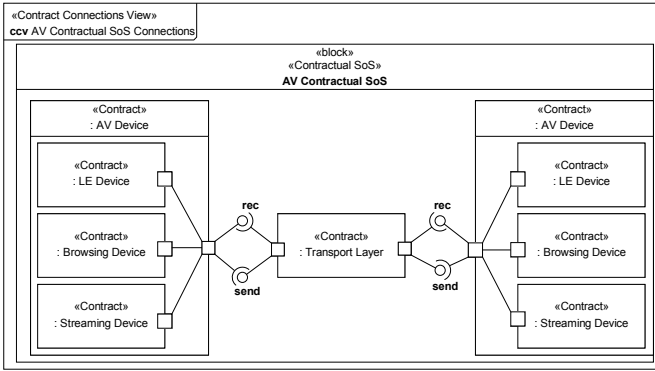 «Contract Connections View»
ccv AV Contractual SoS Connections
«block»
«Contractual SoS»
AV Contractual SoS
«Contract»
: AV Device
«Contract»
: LE Device
«Contract»
: Browsing Device
«Contract»
: Streaming Device
rec
send
«Contract»
: Transport Layer
rec
send
«Contract»
: AV Device
«Contract»
: LE Device
«Contract»
: Browsing Device
«Contract»
: Streaming Device